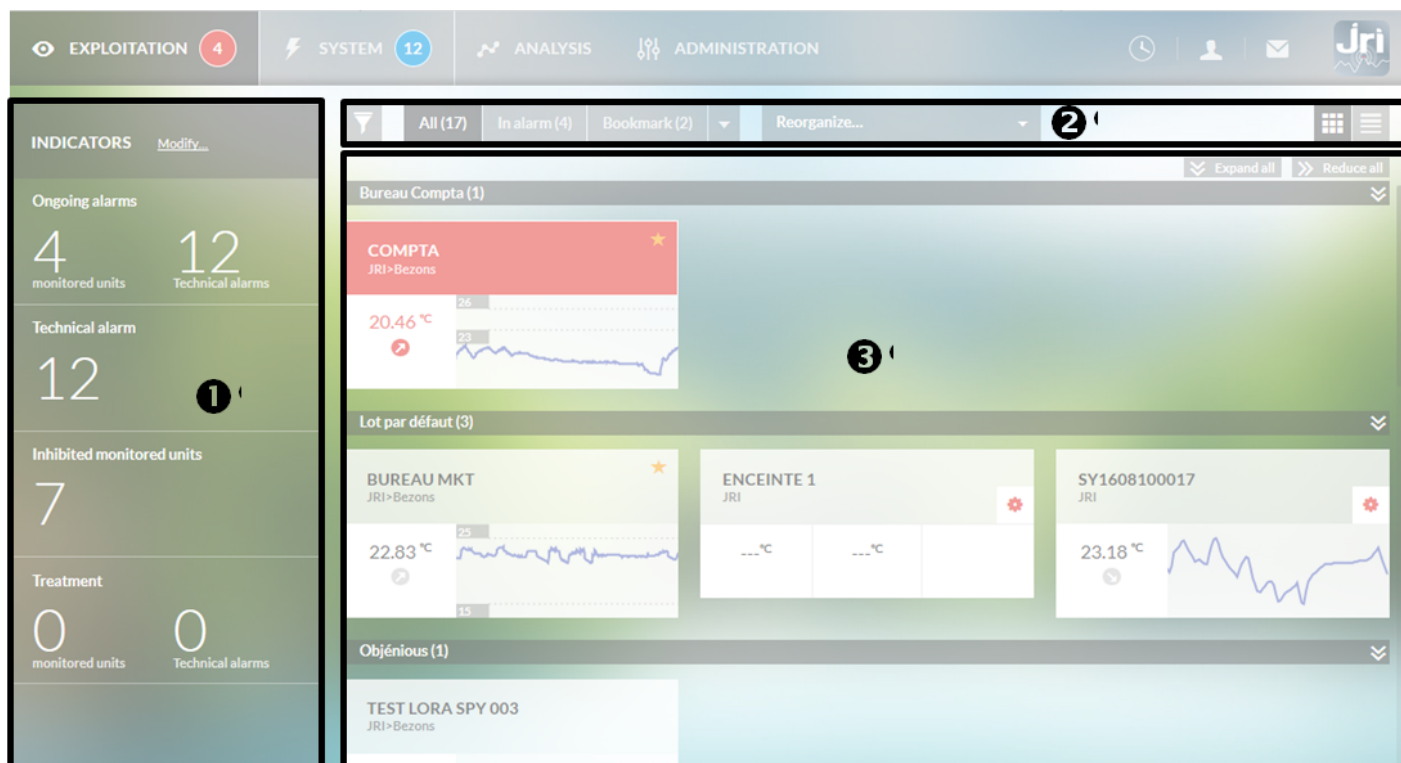 EXPLOITATION 4 SYSTEM 12 ANALYSIS ADMINISTRATION jri
INDICATORS Modify...
Ongoing alarms
4 12
monitored units Technical alarms
Technical alarm
12
1
Inhibited monitored units
7
Treatment
0 0
monitored units Technical alarms
All (17) In alarm (4) Bookmark (2) Reorganize... 2
Expand all Reduce all
Bureau Compta (1)
COMPTA
JRI>Bezons
20.46 °C
26
23
3
Lot par défaut (3)
BUREAU MKT
JRI>Bezons
22.83 °C
25
15
ENCEINTE 1
JRI
---°C ---°C
SY1608100017
JRI
23.18 °C
Objénious (1)
TEST LORA SPY 003
JRI>Bezons